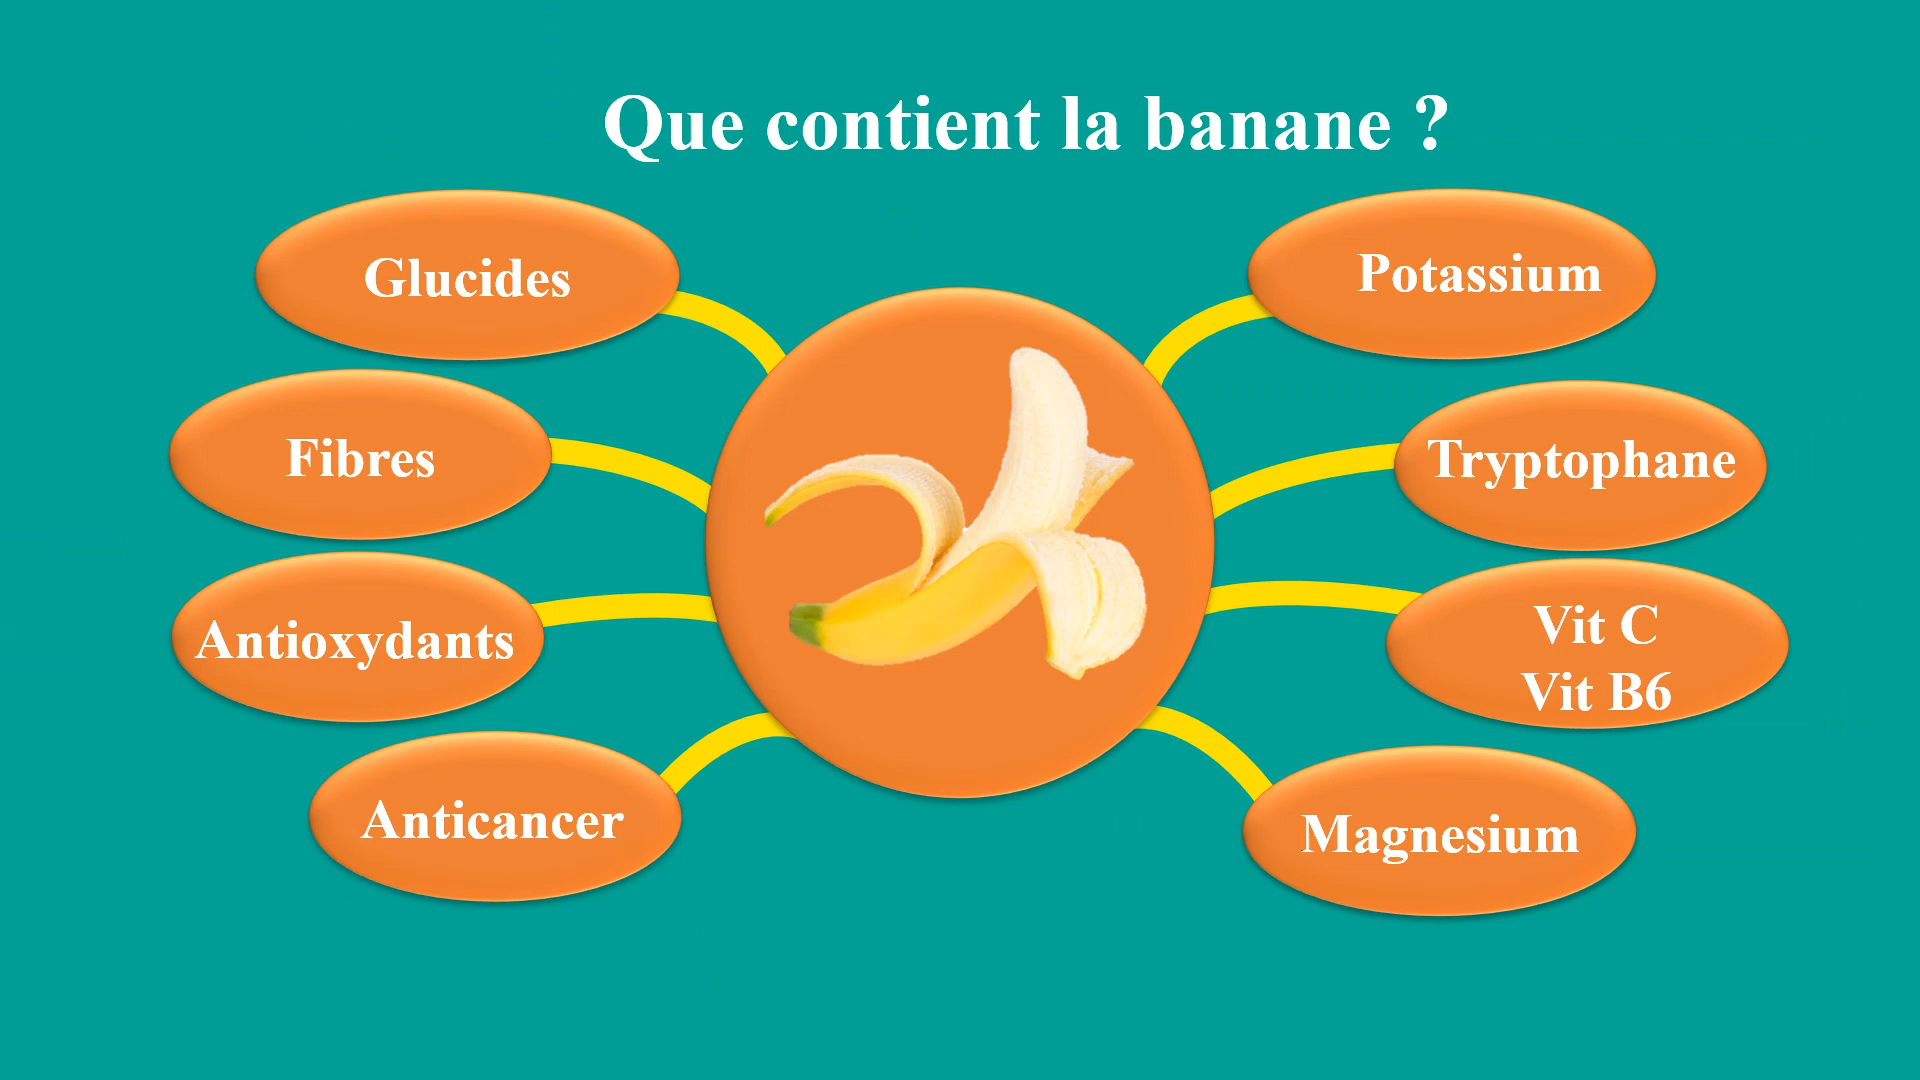 Que contient la banane ?
Glucides
Fibres
Antioxydants
Anticancer
Potassium
Tryptophane
Vit C
Vit B6
Magnesium